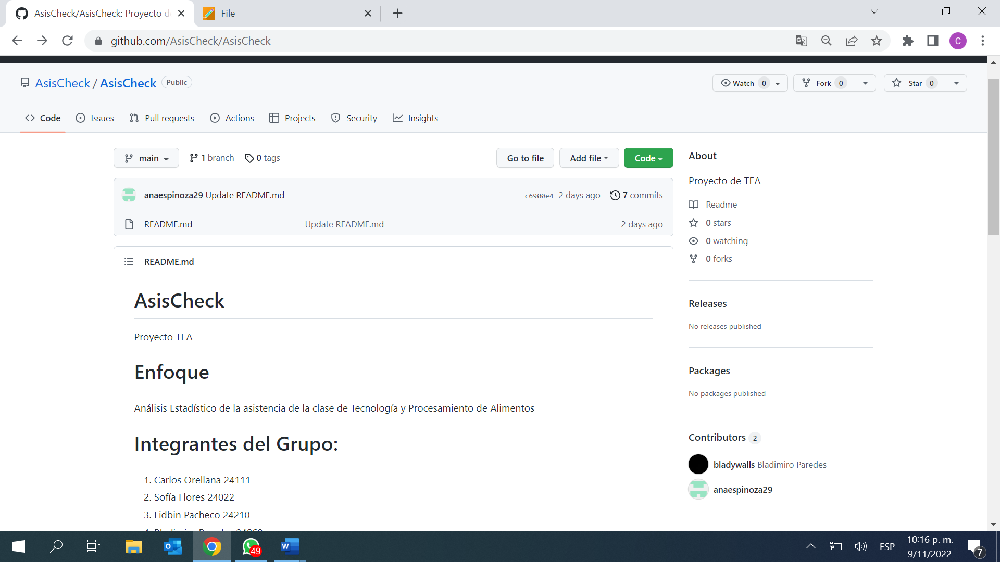 AsisCheck/AsisCheck: Proyecto de
File
github.com/AsisCheck/AsisCheck
C
AsisCheck / AsisCheck Public
Watch 0
Fork 0
Star 0
Code
Issues
Pull requests
Actions
Projects
Security
Insights
main
1 branch
0 tags
Go to file
Add file
Code
anaespinoza29 Update README.md
c6900e4 2 days ago
7 commits
README.md
Update README.md
2 days ago
README.md
AsisCheck
Proyecto TEA
Enfoque
Análisis Estadístico de la asistencia de la clase de Tecnología y Procesamiento de Alimentos
Integrantes del Grupo:
1. Carlos Orellana 24111
2. Sofía Flores 24022
3. Lidbin Pacheco 24210
About
Proyecto de TEA
Readme
0 stars
0 watching
0 forks
Releases
No releases published
Packages
No packages published
Contributors 2
bladywalls Bladimiro Paredes
anaespinoza29
49
ESP
10:16 p. m.
9/11/2022
7